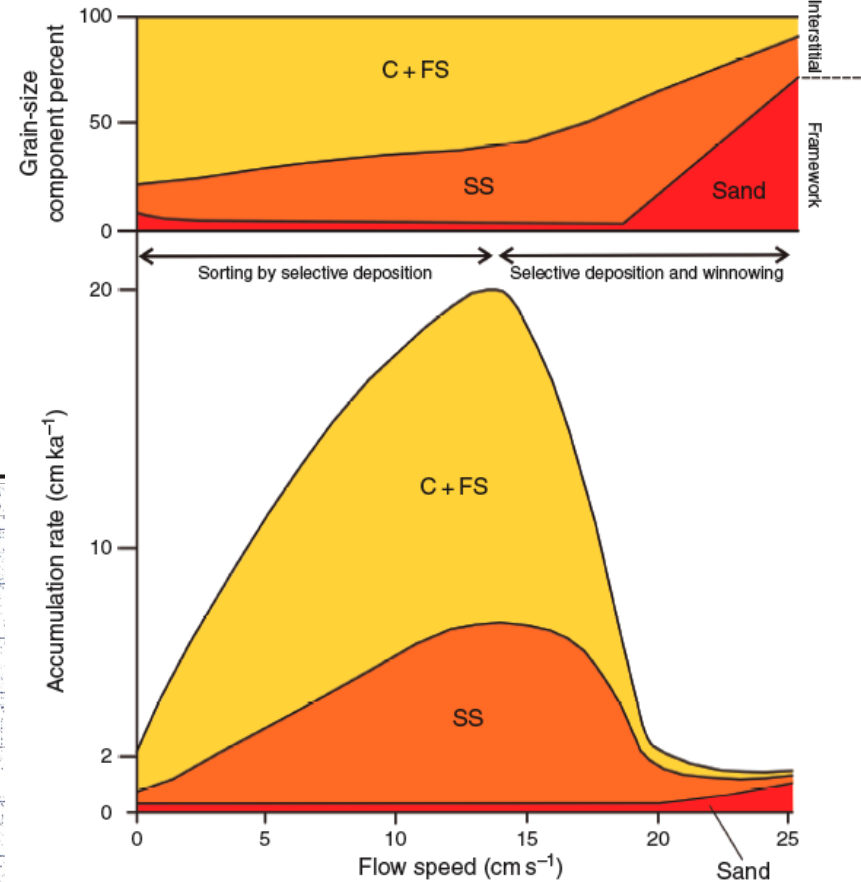 Grain-size
component percent
100
50
0
C + FS
SS
Sand
Interstitial
Framework
Sorting by selective deposition
Selective deposition and winnowing
Accumulation rate (cm ka⁻¹)
20
10
2
0
C + FS
SS
0
5
10
15
20
25
Flow speed (cm s⁻¹)
Sand